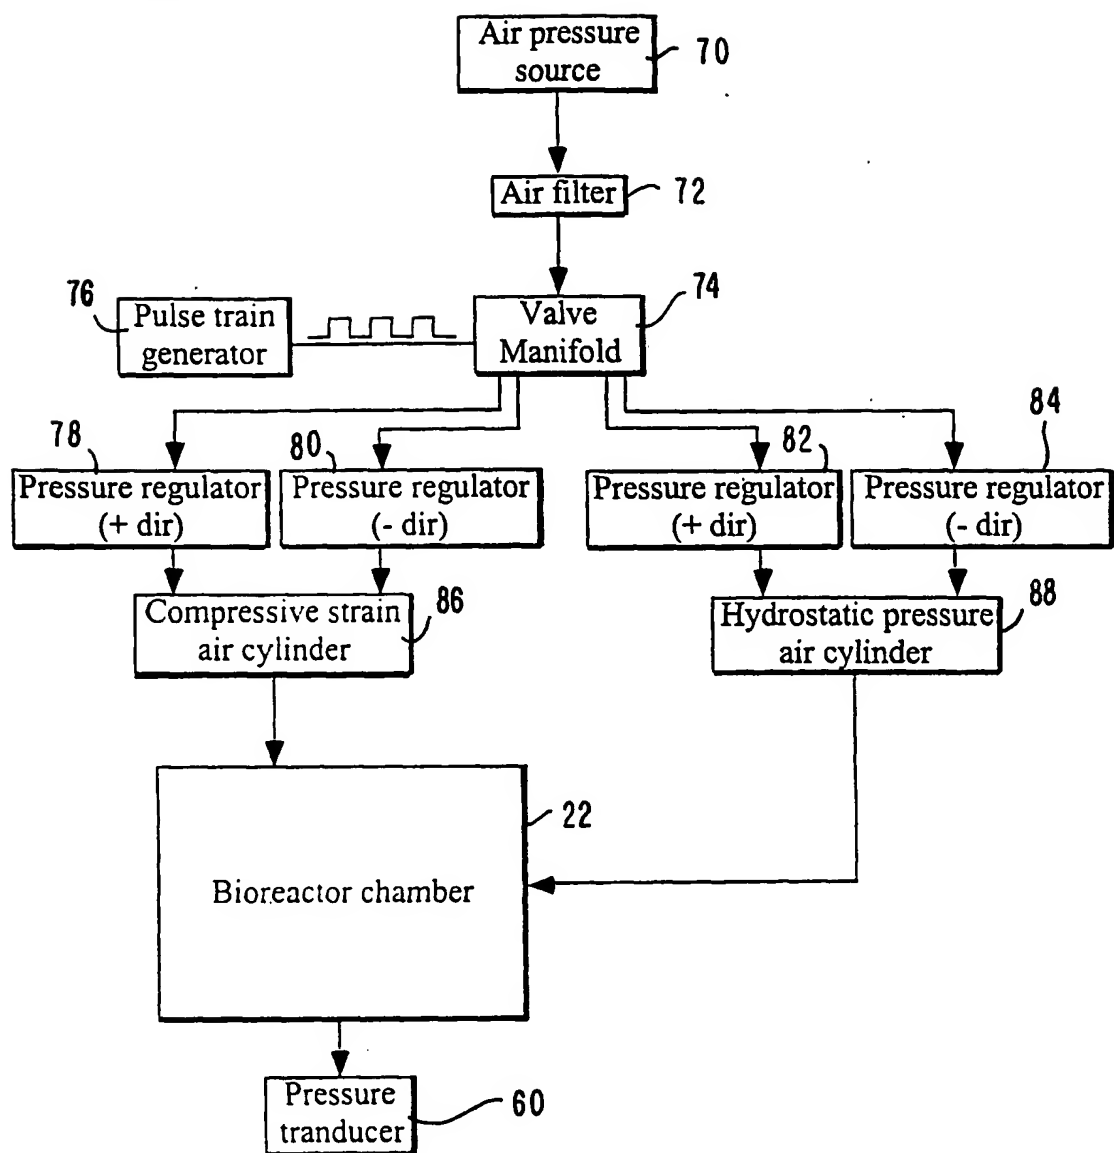 Air pressure
source
70
Air filter
72
76
Pulse train
generator
Valve
Manifold
74
78
Pressure regulator
(+ dir)
80
Pressure regulator
(- dir)
82
Pressure regulator
(+ dir)
84
Pressure regulator
(- dir)
Compressive strain
air cylinder
86
Hydrostatic pressure
air cylinder
88
22
Bioreactor chamber
Pressure
tranducer
60